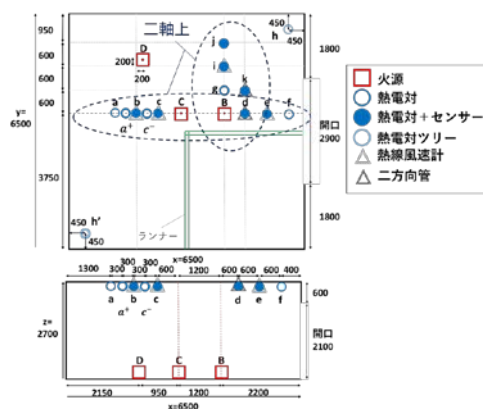 450
450
h
950
二軸上
j
1800
D
600
200
i
200
600
k
g
600
a
b
c
C
B
d
e
f
a⁺
c⁻
y=
6500
開口
2900
3750
1800
450
h'
450
ランナー
火源
熱電対
熱電対+センサー
熱電対ツリー
熱線風速計
二方向管
x=6500
1300
300
300
300
300
600
1200
600
600
600
400
a
b
c
d
e
f
a⁺
c⁻
600
z=
2700
開口
2100
D
C
B
2150
950
1200
2200
x=6500